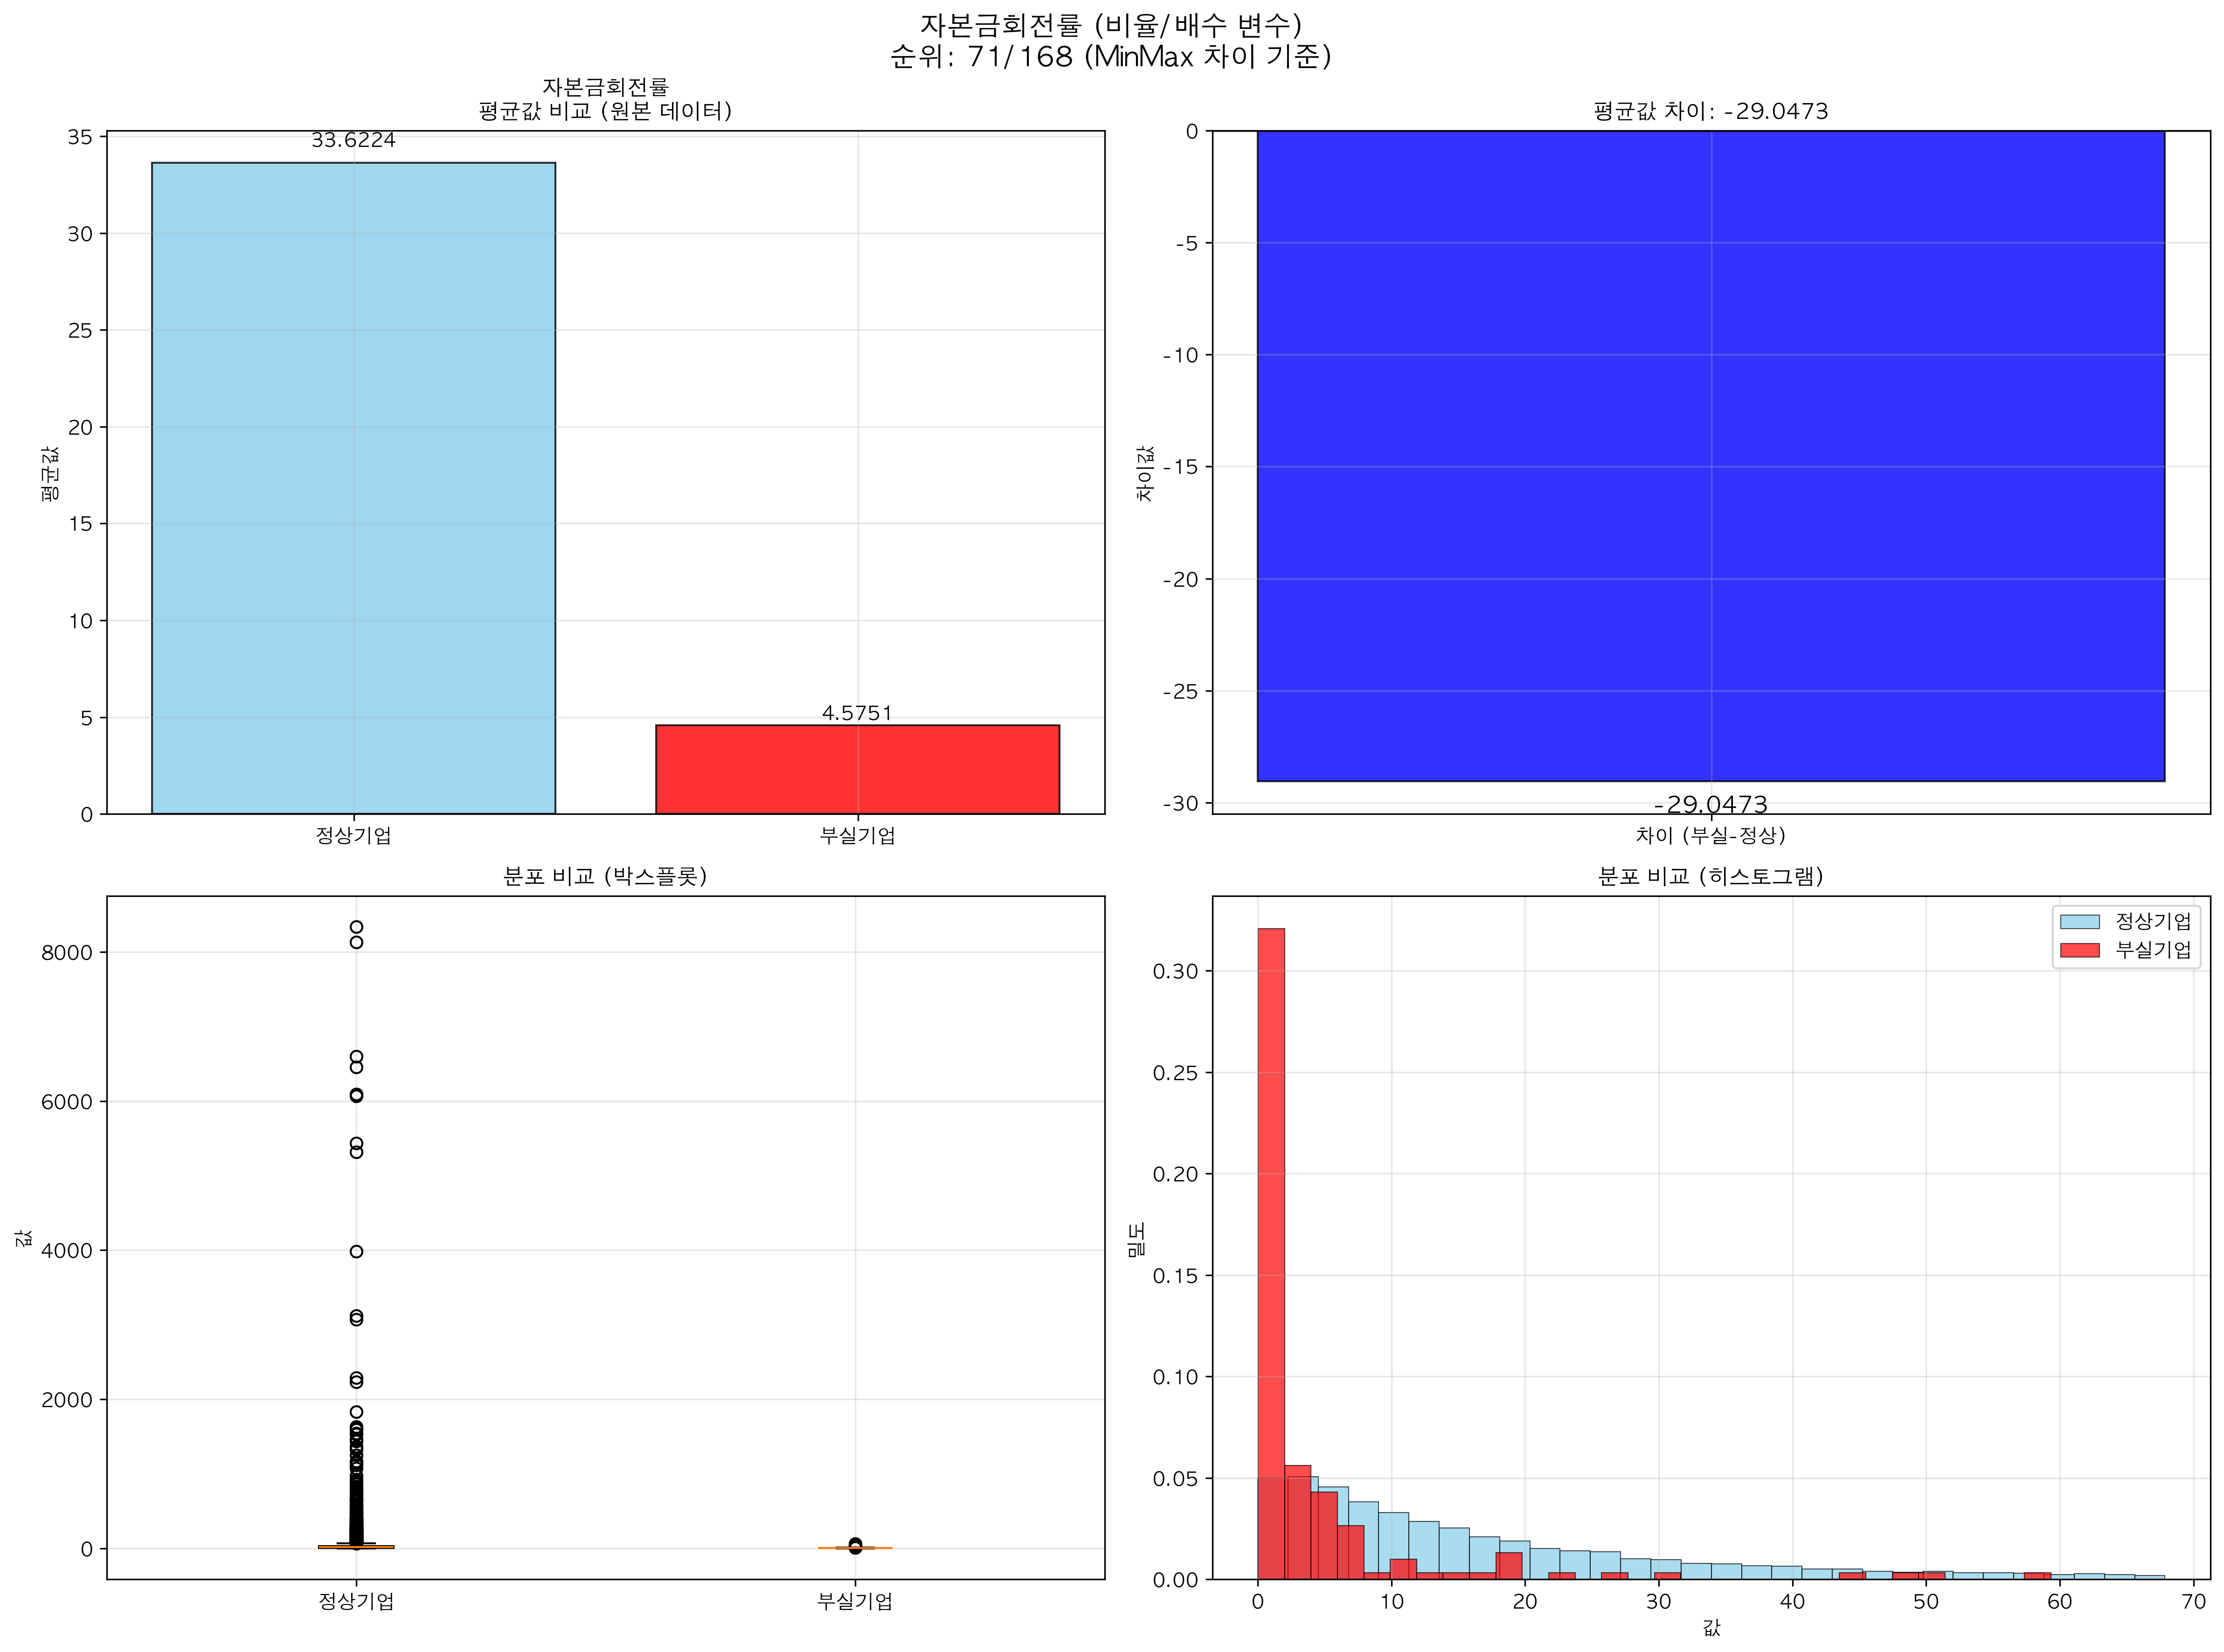 자본금회전률 (비율/배수 변수)
순위: 71/168 (MinMax 차이 기준)
자본금회전률
평균값 비교 (원본 데이터)
35
30
25
20
15
10
5
0
평균값
33.6224
4.5751
정상기업
부실기업
평균값 차이: -29.0473
0
-5
-10
-15
-20
-25
-30
차이값
-29.0473
차이 (부실-정상)
분포 비교 (박스플롯)
8000
6000
4000
2000
0
값
정상기업
부실기업
분포 비교 (히스토그램)
정상기업
부실기업
0.30
0.25
0.20
0.15
0.10
0.05
0.00
밀도
0 10 20 30 40 50 60 70
값